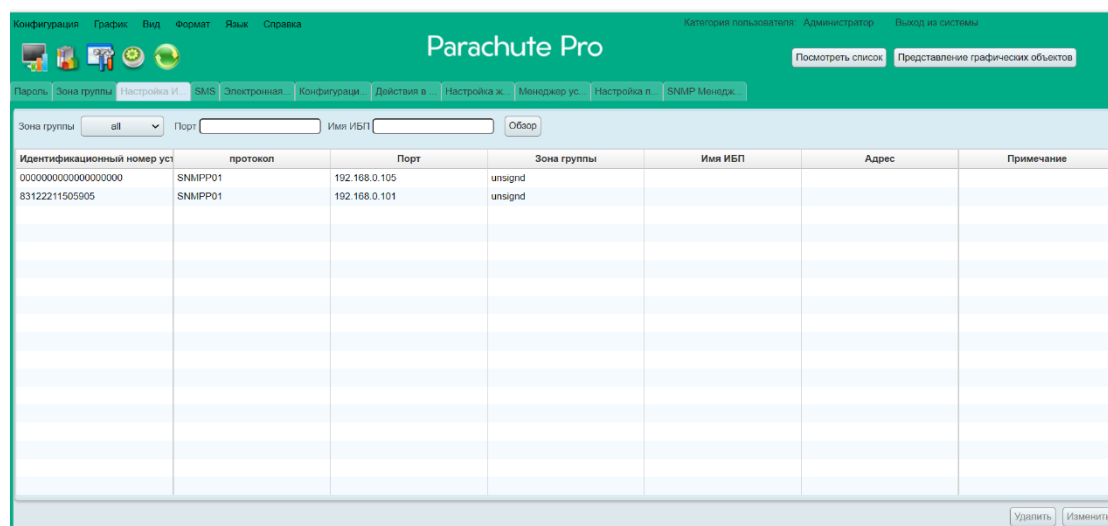 Конфигурация График Вид Формат Язык Справка
Категория пользователя: Администратор Выход из системы
Parachute Pro
Посмотреть список Представление графических объектов
Пароль Зона группы Настройка И... SMS Электронная... Конфигураци... Действия в ... Настройка ж... Менеджер ус... Настройка п... SNMP Менедж...
Зона группы all Порт Имя ИБП Обзор
Идентификационный номер уст протокол Порт Зона группы Имя ИБП Адрес Примечание
0000000000000000000 SNMPP01 192.168.0.105 unsignd
83122211505905 SNMPP01 192.168.0.101 unsignd
Удалить Изменить